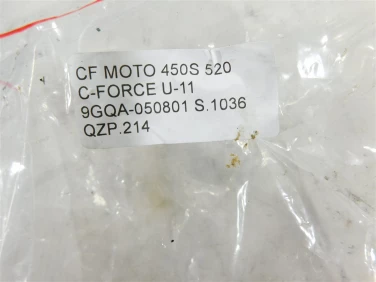 CF MOTO 450S 520
C-FORCE U-11
9GQA-050801 S.1036
QZP.214